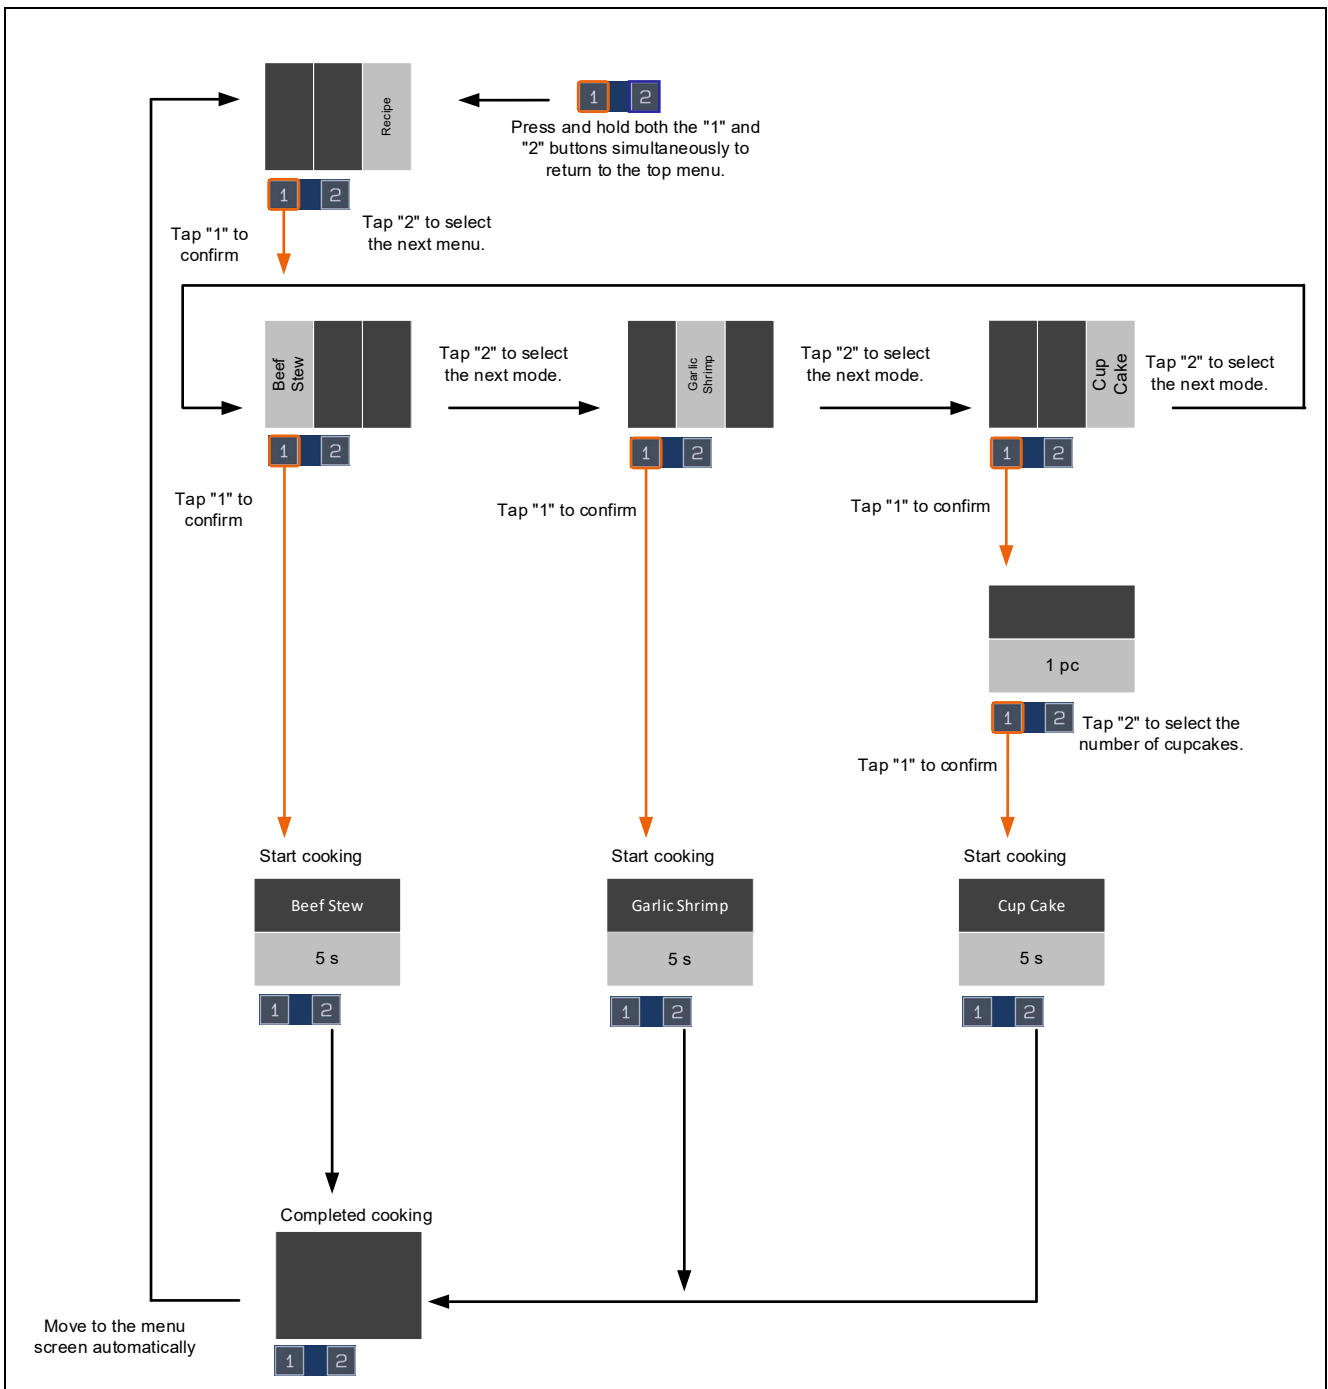 Recipe
1 2
Press and hold both the "1" and
"2" buttons simultaneously to
return to the top menu.
1 2
Tap "1" to
confirm
Tap "2" to select
the next menu.
Beef
Stew
Tap "2" to select
the next mode.
Garlic
Shrimp
Tap "2" to select
the next mode.
Cup
Cake
Tap "2" to select
the next mode.
1 2
1 2
1 2
Tap "1" to
confirm
Tap "1" to confirm
Tap "1" to confirm
1 pc
1 2
Tap "2" to select the
number of cupcakes.
Tap "1" to confirm
Start cooking
Start cooking
Start cooking
Beef Stew
Garlic Shrimp
Cup Cake
5 s
5 s
5 s
1 2
1 2
1 2
Completed cooking
Move to the menu
screen automatically
1 2